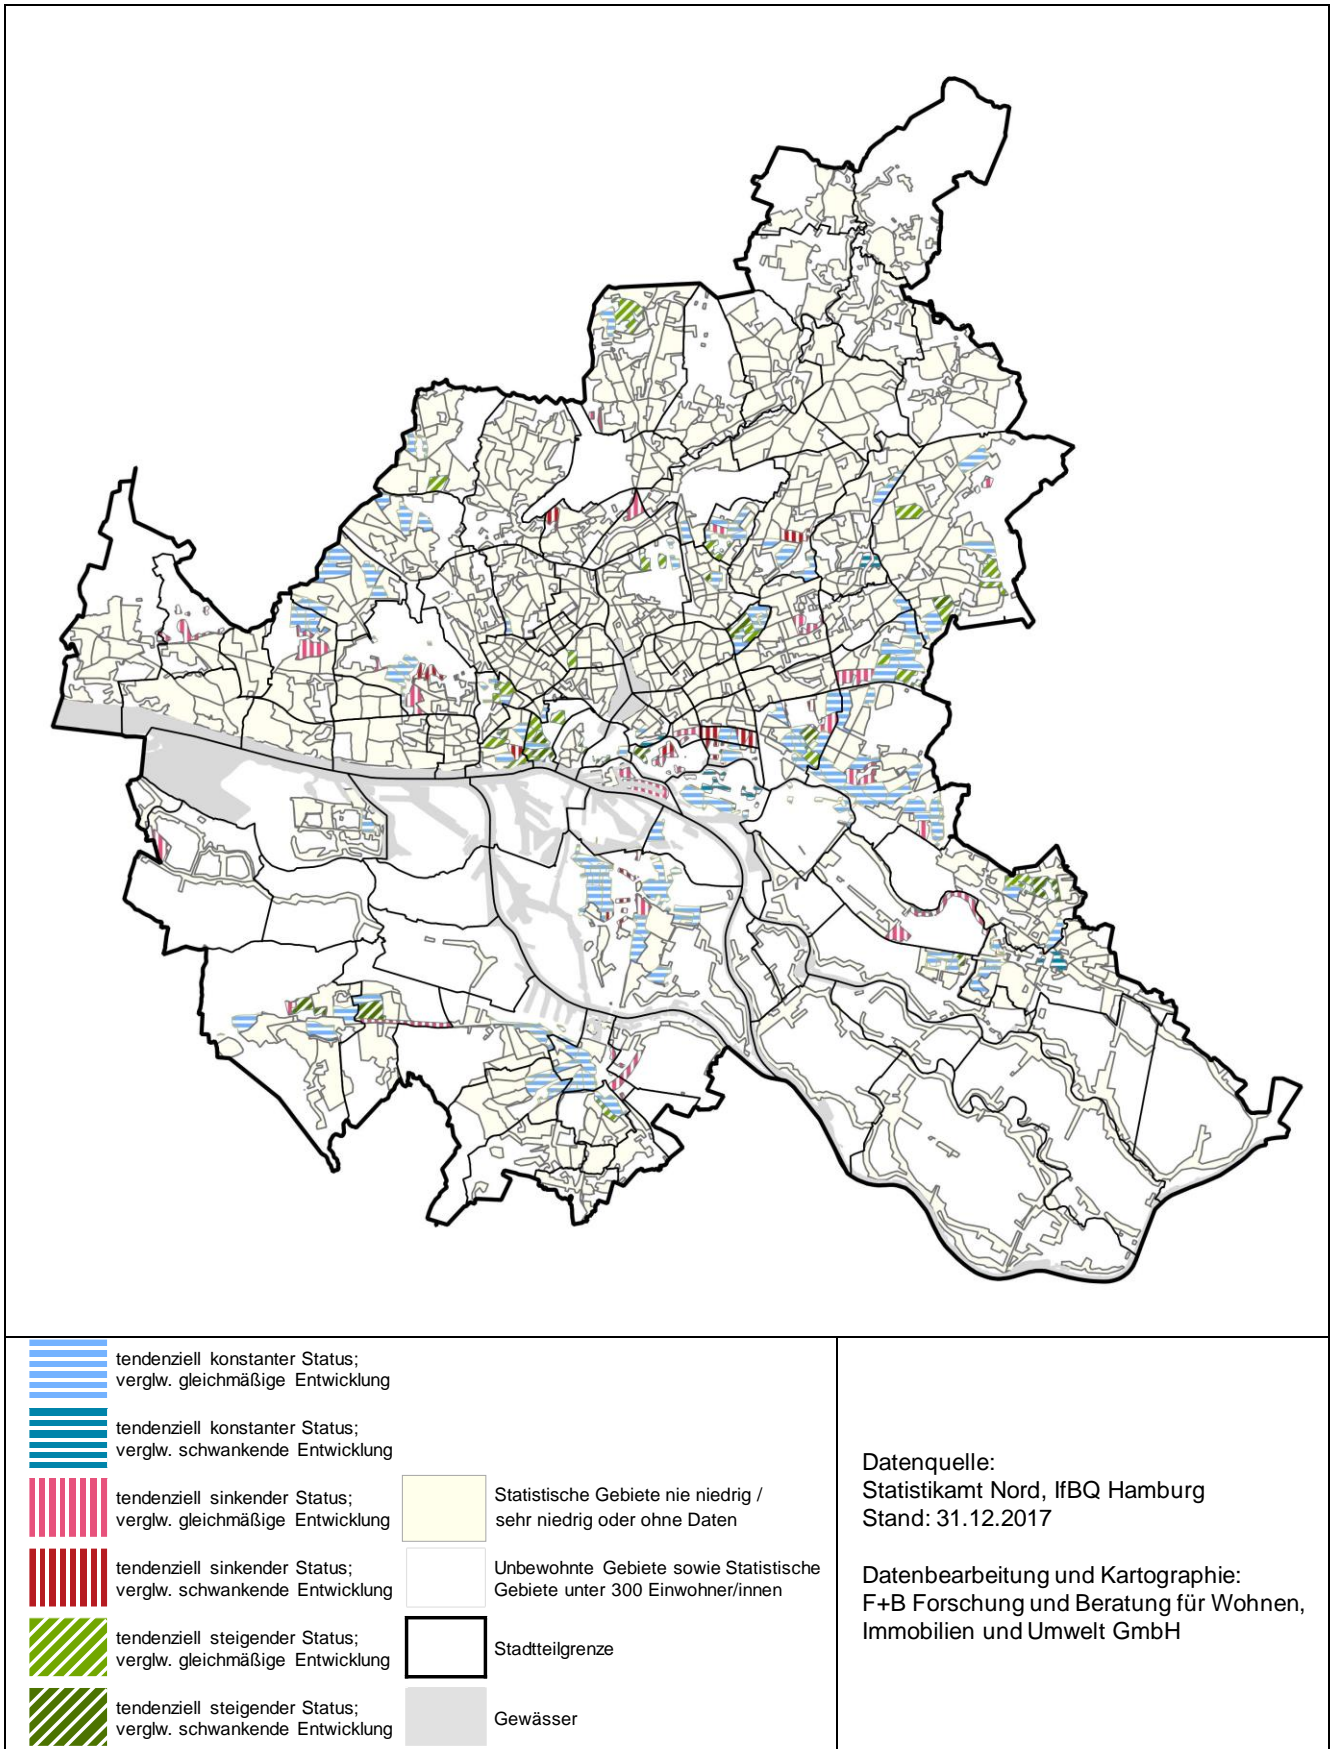 tendenziell konstanter Status;
verglw. gleichmäßige Entwicklung
tendenziell konstanter Status;
verglw. schwankende Entwicklung
tendenziell sinkender Status;
verglw. gleichmäßige Entwicklung
tendenziell sinkender Status;
verglw. schwankende Entwicklung
tendenziell steigender Status;
verglw. gleichmäßige Entwicklung
tendenziell steigender Status;
verglw. schwankende Entwicklung
Statistische Gebiete nie niedrig /
sehr niedrig oder ohne Daten
Unbewohnte Gebiete sowie Statistische
Gebiete unter 300 Einwohner/innen
Stadtteilgrenze
Gewässer
Datenquelle:
Statistikamt Nord, IfBQ Hamburg
Stand: 31.12.2017
Datenbearbeitung und Kartographie:
F+B Forschung und Beratung für Wohnen,
Immobilien und Umwelt GmbH